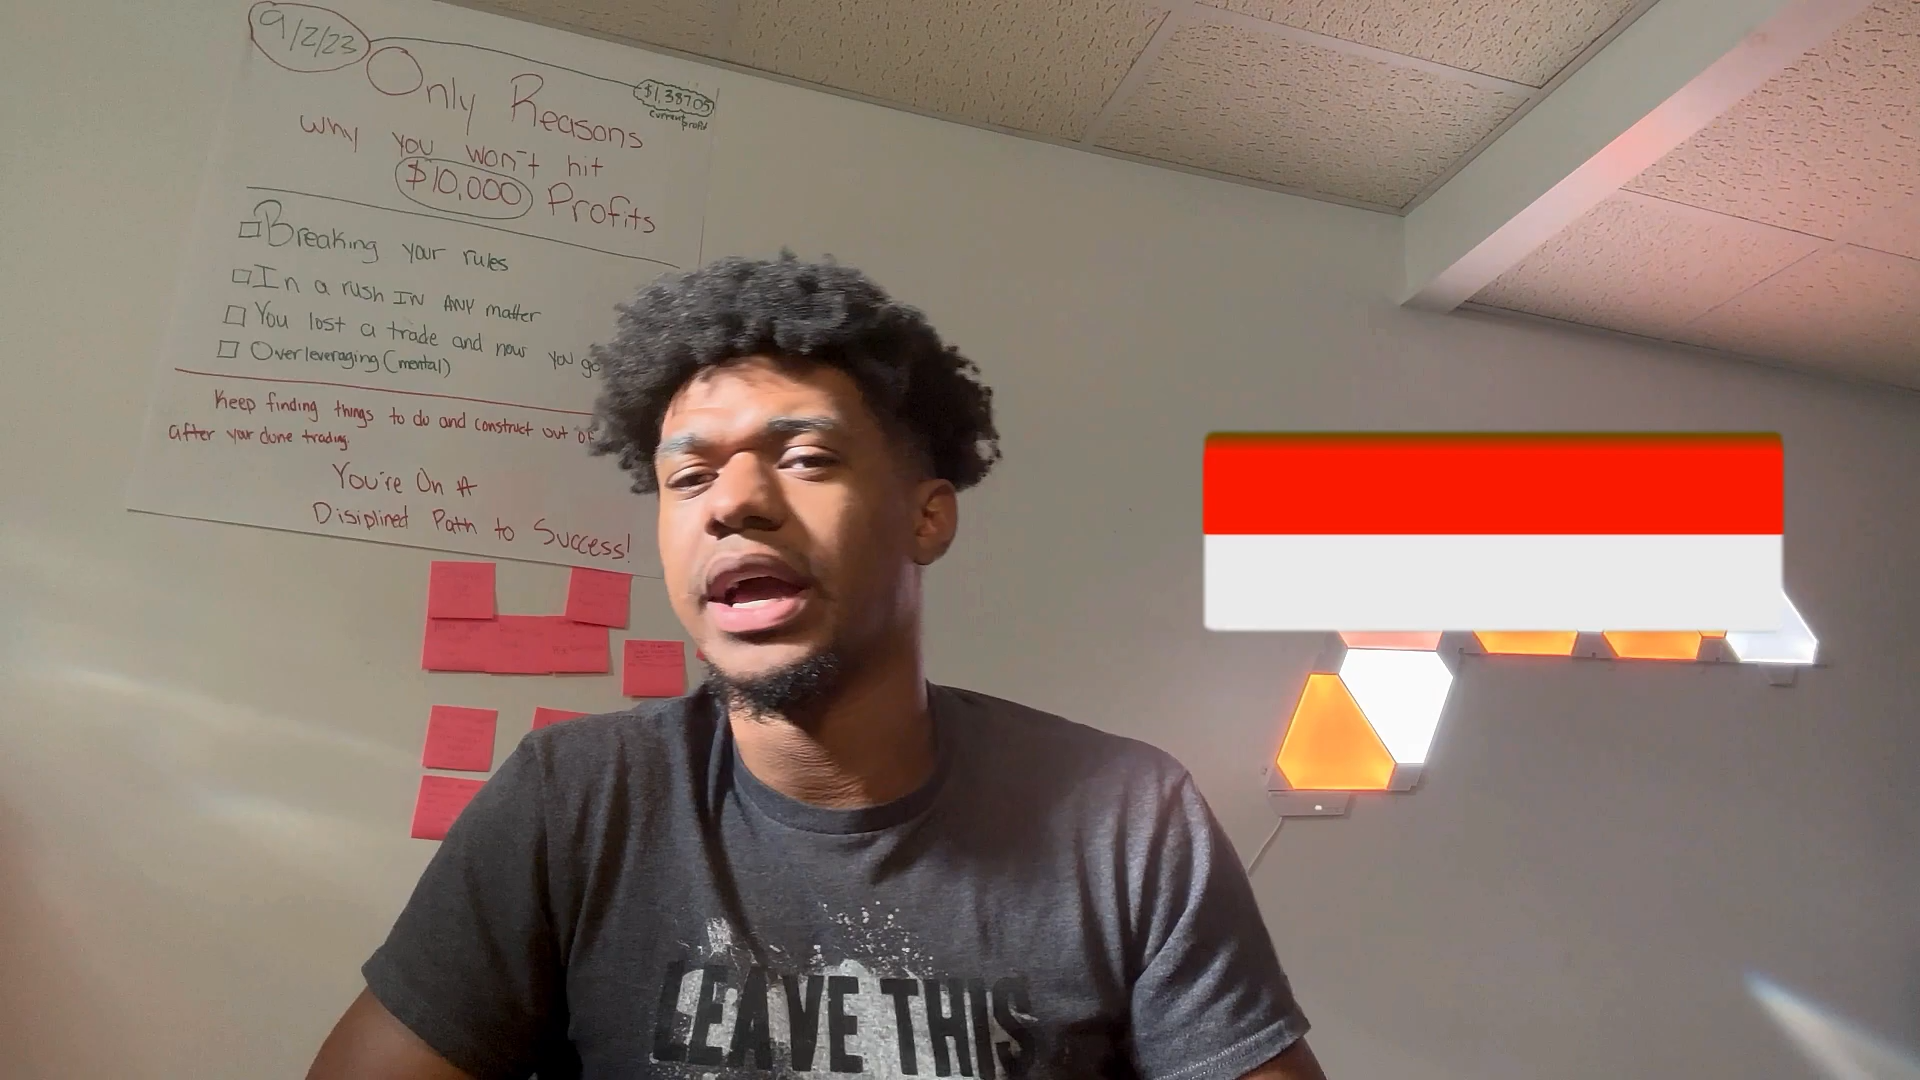 9/2/23
$1,387.05
current profit
Only Reasons
why you won't hit
$10,000 Profits
Breaking your rules
In a rush IN ANY matter
You lost a trade and now you go
Overleveraging (mental)
Keep finding things to do and construct out of
after your done trading.
You're On A
Disiplined Path to Success!
LEAVE THIS